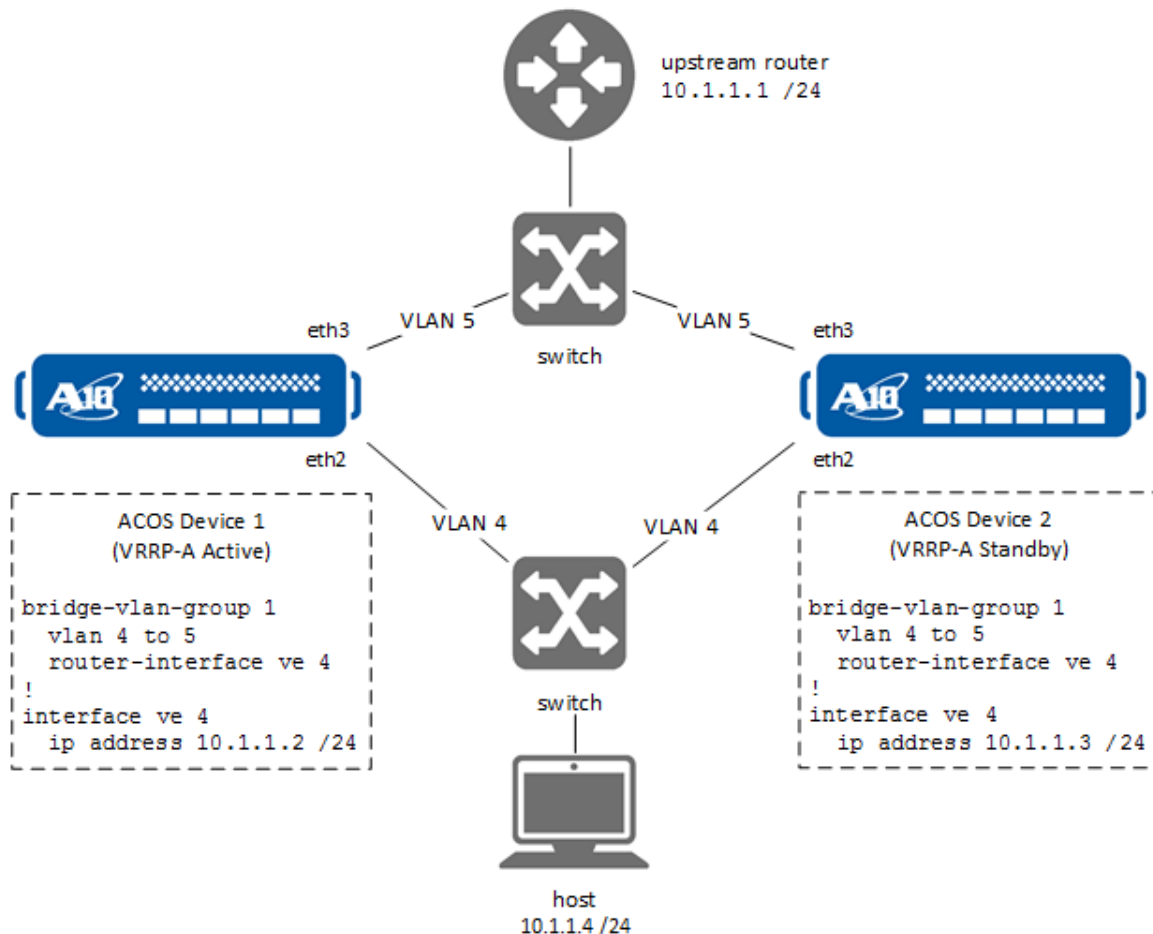 upstream router
10.1.1.1 /24
VLAN 5
VLAN 5
eth3
eth3
switch
A10
A10
eth2
eth2
VLAN 4
VLAN 4
ACOS Device 1
(VRRP-A Active)
bridge-vlan-group 1
vlan 4 to 5
router-interface ve 4
!
interface ve 4
ip address 10.1.1.2 /24
ACOS Device 2
(VRRP-A Standby)
bridge-vlan-group 1
vlan 4 to 5
router-interface ve 4
!
interface ve 4
ip address 10.1.1.3 /24
switch
host
10.1.1.4 /24